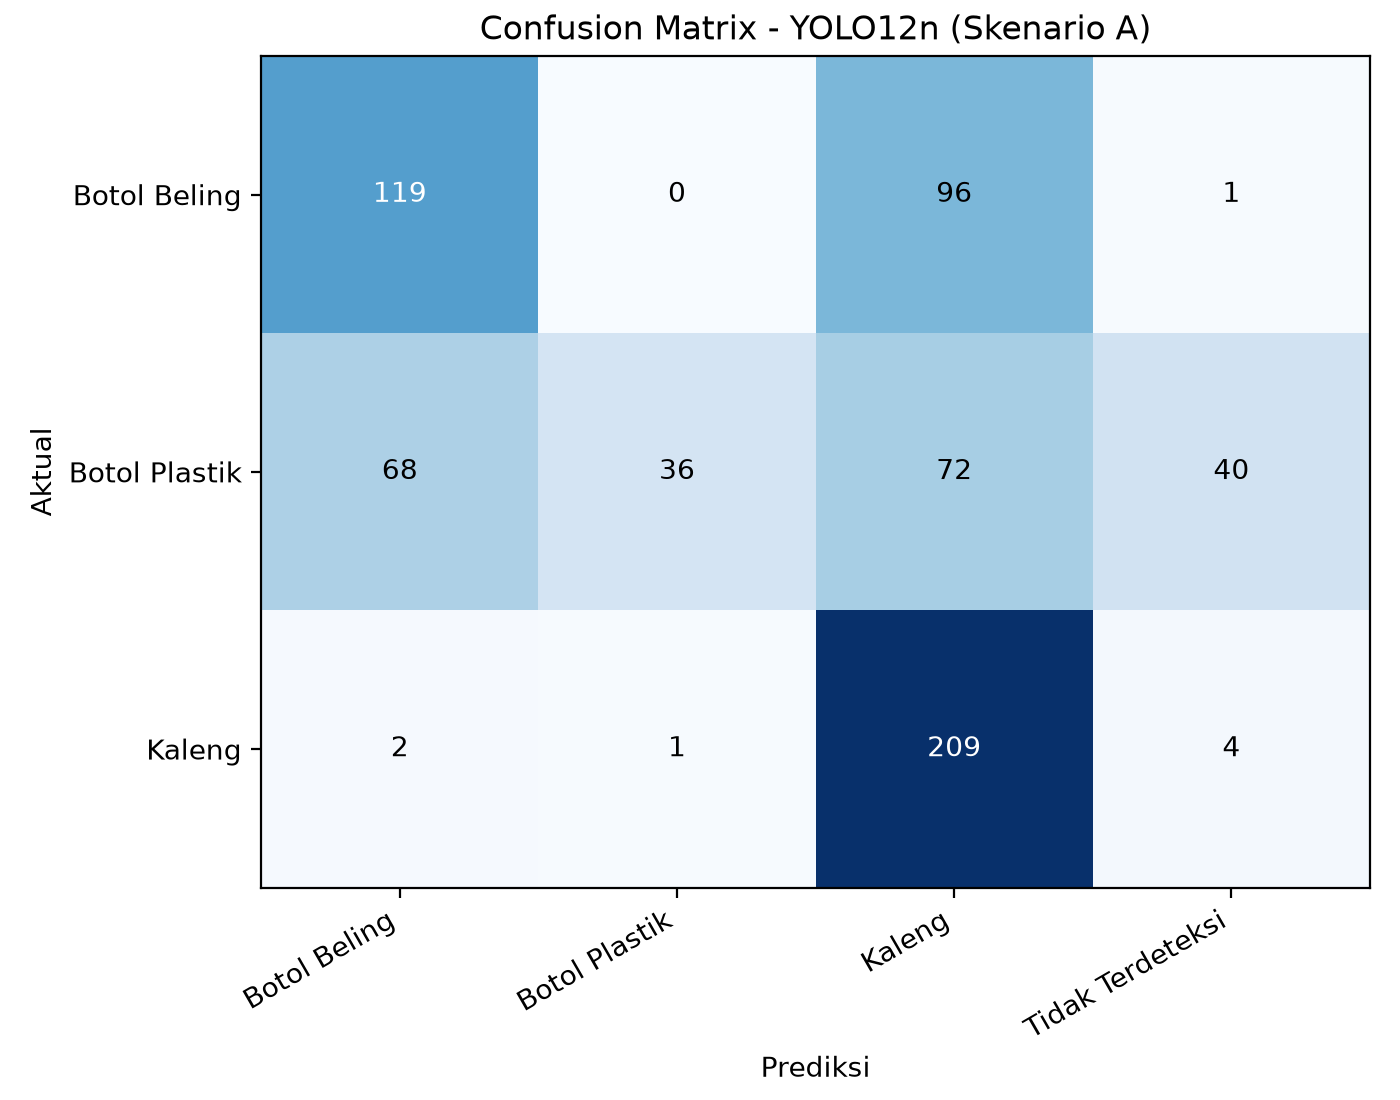 Confusion Matrix - YOLO12n (Skenario A)
Aktual
Botol Beling 119 0 96 1
Botol Plastik 68 36 72 40
Kaleng 2 1 209 4
Botol Beling Botol Plastik Kaleng Tidak Terdeteksi
Prediksi